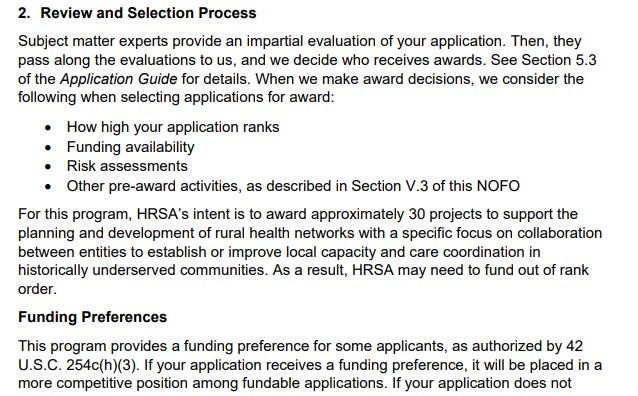 2. Review and Selection Process
Subject matter experts provide an impartial evaluation of your application. Then, they
pass along the evaluations to us, and we decide who receives awards. See Section 5.3
of the Application Guide for details. When we make award decisions, we consider the
following when selecting applications for award:
• How high your application ranks
• Funding availability
• Risk assessments
• Other pre-award activities, as described in Section V.3 of this NOFO
For this program, HRSA’s intent is to award approximately 30 projects to support the
planning and development of rural health networks with a specific focus on collaboration
between entities to establish or improve local capacity and care coordination in
historically underserved communities. As a result, HRSA may need to fund out of rank
order.
Funding Preferences
This program provides a funding preference for some applicants, as authorized by 42
U.S.C. 254c(h)(3). If your application receives a funding preference, it will be placed in a
more competitive position among fundable applications. If your application does not